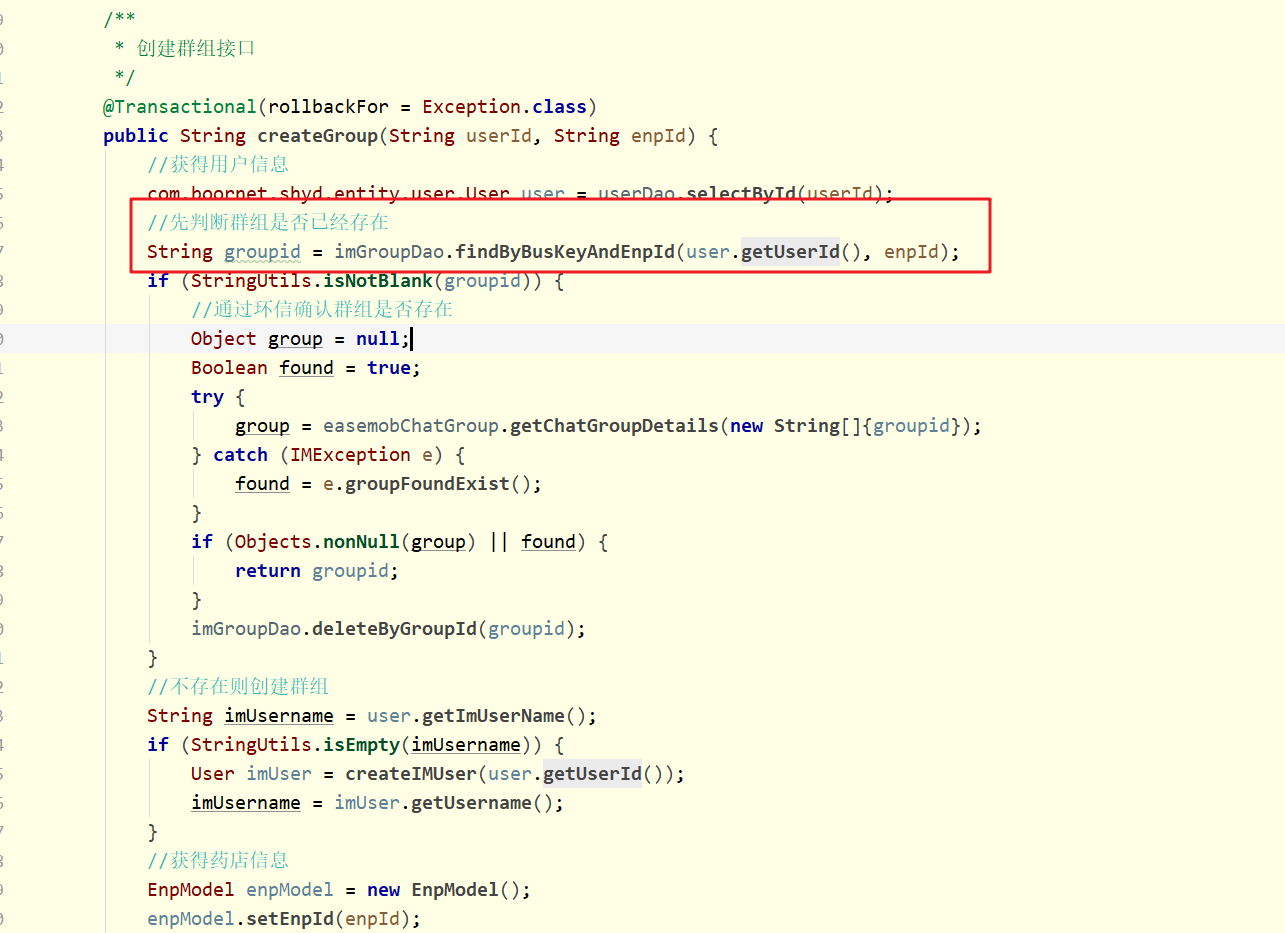 /**
* 创建群组接口
*/
@Transactional(rollbackFor = Exception.class)
public String createGroup(String userId, String enpId) {
//获得用户信息
com.boornet.shyd.entity.user.User user = userDao.selectById(userId);
//先判断群组是否已经存在
String groupid = imGroupDao.findByBusKeyAndEnpId(user.getUserId(), enpId);
if (StringUtils.isNotBlank(groupid)) {
//通过环信确认群组是否存在
Object group = null;
Boolean found = true;
try {
group = easemobChatGroup.getChatGroupDetails(new String[]{groupid});
} catch (IMException e) {
found = e.groupFoundExist();
}
if (Objects.nonNull(group) || found) {
return groupid;
}
imGroupDao.deleteByGroupId(groupid);
}
//不存在则创建群组
String imUsername = user.getImUserName();
if (StringUtils.isEmpty(imUsername)) {
User imUser = createIMUser(user.getUserId());
imUsername = imUser.getUsername();
}
//获得药店信息
EnpModel enpModel = new EnpModel();
enpModel.setEnpId(enpId);